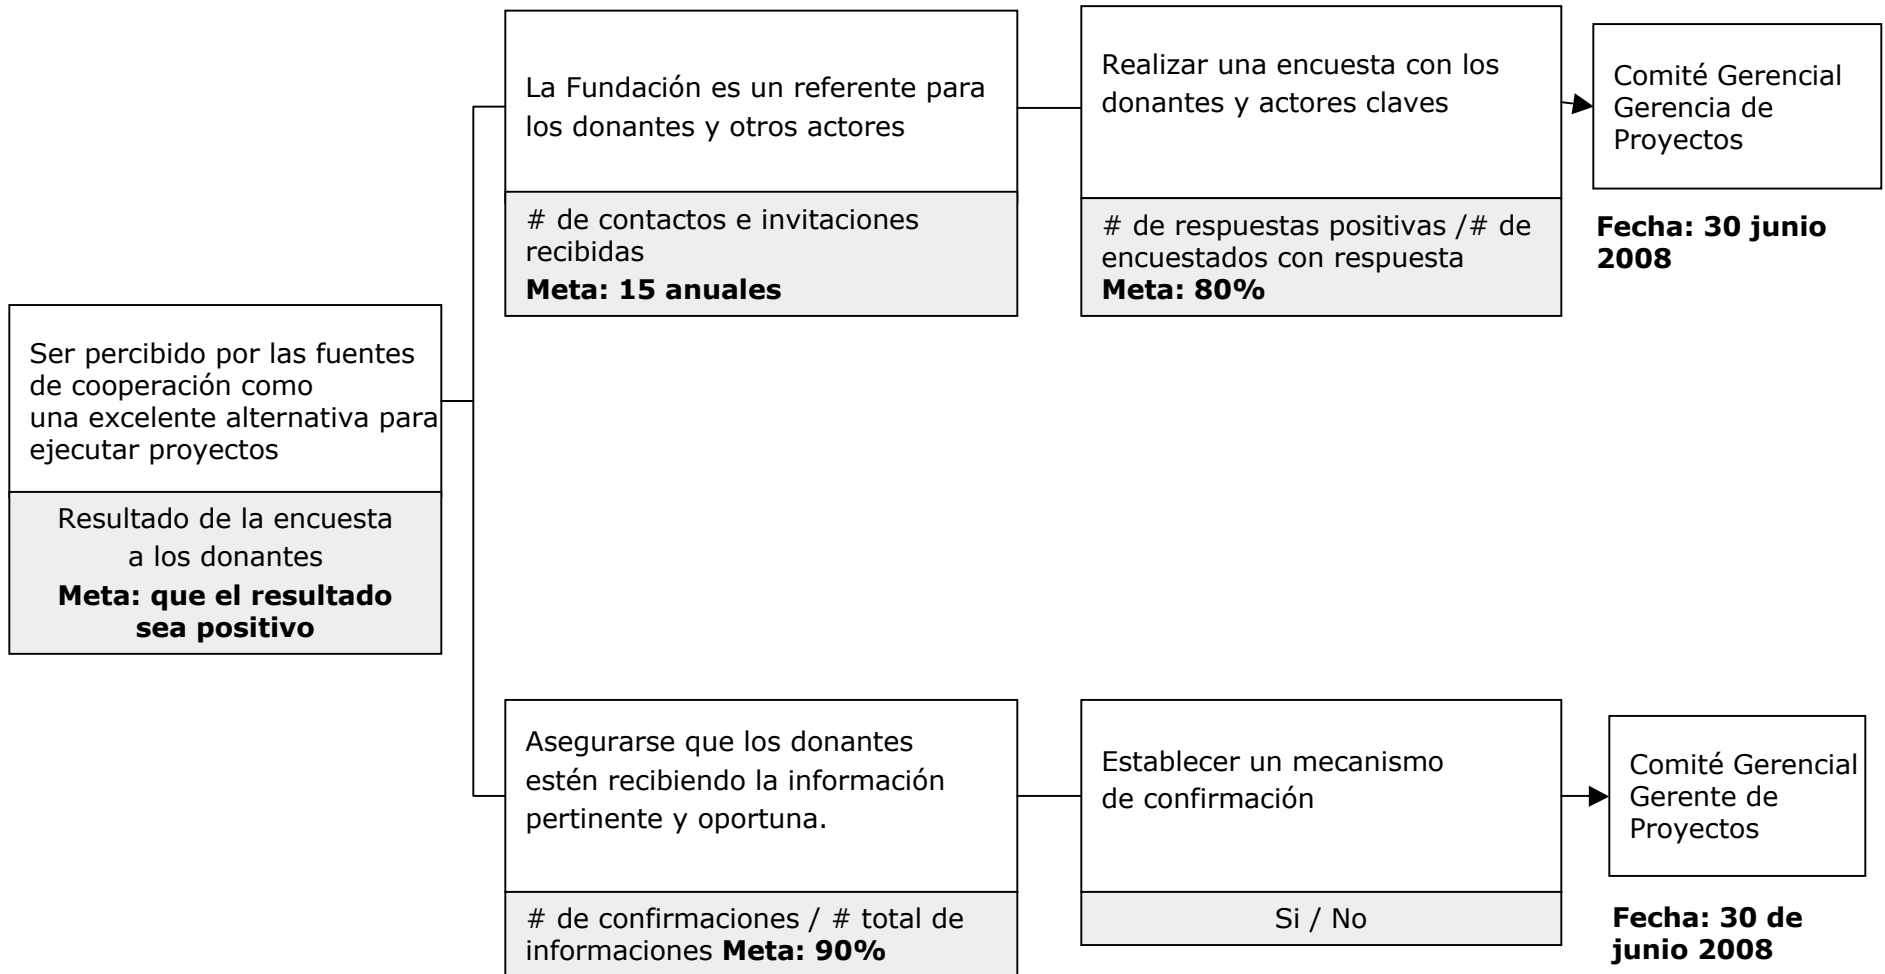 La Fundación es un referente para
los donantes y otros actores
# de contactos e invitaciones
recibidas
Meta: 15 anuales
Realizar una encuesta con los
donantes y actores claves
# de respuestas positivas /# de
encuestados con respuesta
Meta: 80%
Comité Gerencial
Gerencia de
Proyectos
Fecha: 30 junio
2008
Ser percibido por las fuentes
de cooperación como
una excelente alternativa para
ejecutar proyectos
Resultado de la encuesta
a los donantes
Meta: que el resultado
sea positivo
Asegurarse que los donantes
estén recibiendo la información
pertinente y oportuna.
# de confirmaciones / # total de
informaciones Meta: 90%
Establecer un mecanismo
de confirmación
Si / No
Comité Gerencial
Gerente de
Proyectos
Fecha: 30 de
junio 2008